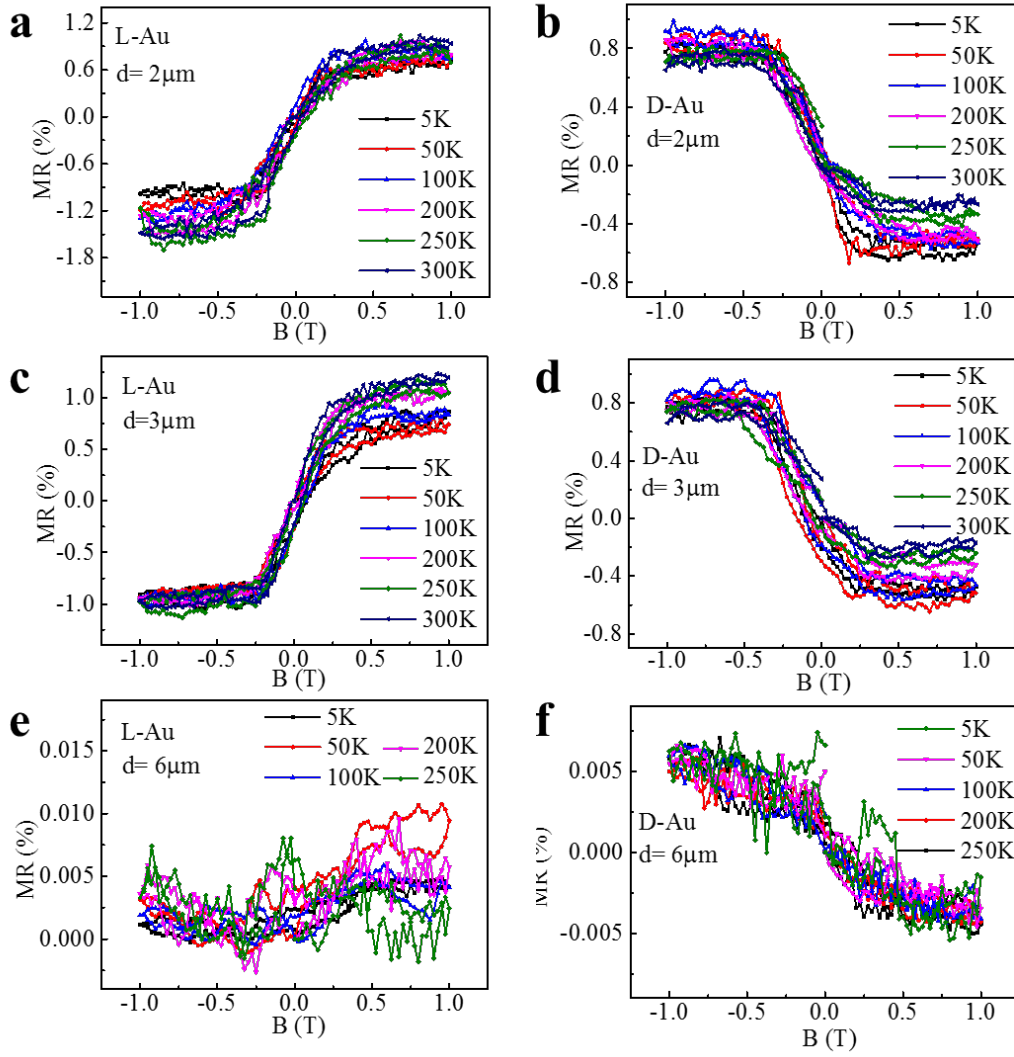 a
L-Au
d= 2μm
1.2
0.6
0.0
-0.6
-1.2
-1.8
MR (%)
5K
50K
100K
200K
250K
300K
-1.0
-0.5
0.0
0.5
1.0
B (T)
b
D-Au
d=2μm
0.8
0.4
0.0
-0.4
-0.8
MR (%)
5K
50K
100K
200K
250K
300K
-1.0
-0.5
0.0
0.5
1.0
B (T)
c
L-Au
d=3μm
1.0
0.5
0.0
-0.5
-1.0
MR (%)
5K
50K
100K
200K
250K
300K
-1.0
-0.5
0.0
0.5
1.0
B (T)
d
D-Au
d= 3μm
0.8
0.4
0.0
-0.4
-0.8
MR (%)
5K
50K
100K
200K
250K
300K
-1.0
-0.5
0.0
0.5
1.0
B (T)
e
L-Au
d= 6μm
0.015
0.010
0.005
0.000
MR (%)
5K
50K
100K
200K
250K
-1.0
-0.5
0.0
0.5
1.0
B (T)
f
D-Au
d= 6μm
0.005
0.000
-0.005
MR (%)
5K
50K
100K
200K
250K
-1.0
-0.5
0.0
0.5
1.0
B (T)